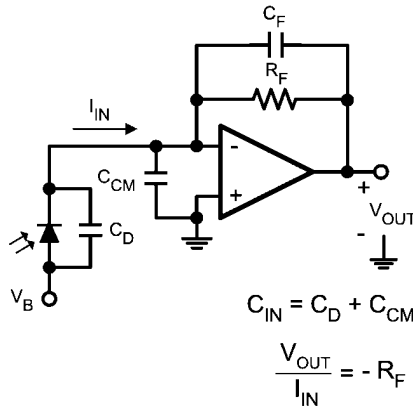 C_F
R_F
I_IN
-
C_CM
+
+
V_OUT
-
C_D
V_B
C_IN = C_D + C_CM
V_OUT
I_IN
= - R_F